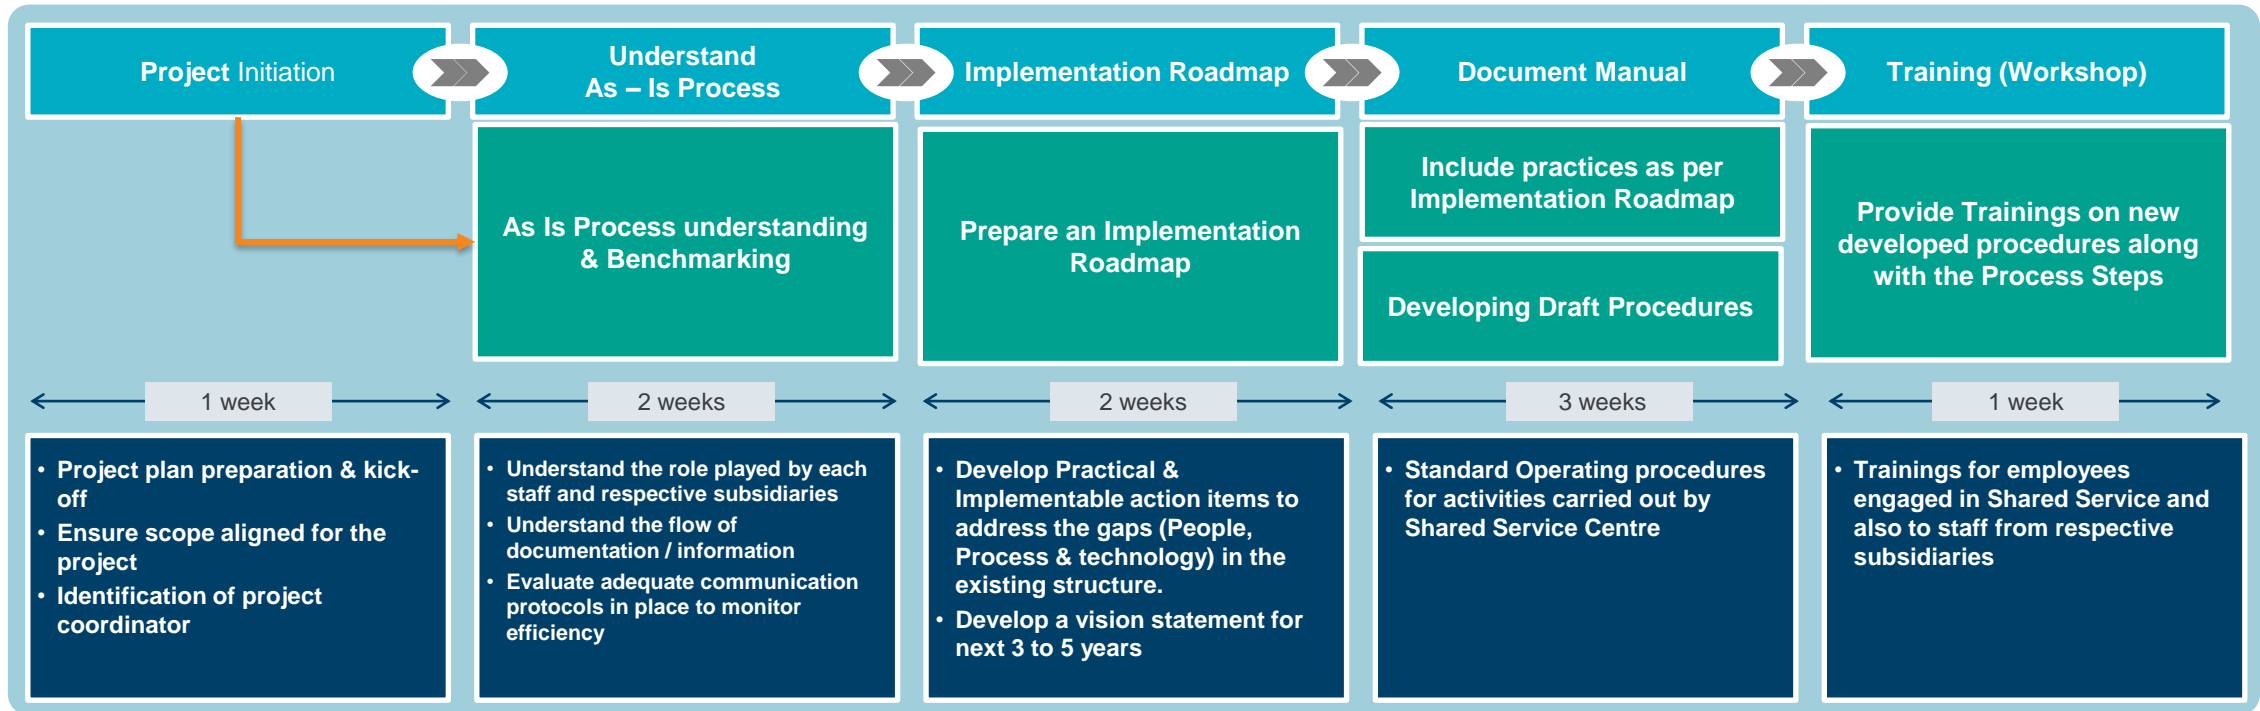 Project Initiation
Understand
As – Is Process
Implementation Roadmap
Document Manual
Training (Workshop)
As Is Process understanding
& Benchmarking
Prepare an Implementation
Roadmap
Include practices as per
Implementation Roadmap
Developing Draft Procedures
Provide Trainings on new
developed procedures along
with the Process Steps
1 week
2 weeks
2 weeks
3 weeks
1 week
• Project plan preparation & kick-
off
• Ensure scope aligned for the
project
• Identification of project
coordinator
• Understand the role played by each
staff and respective subsidiaries
• Understand the flow of
documentation / information
• Evaluate adequate communication
protocols in place to monitor
efficiency
• Develop Practical &
Implementable action items to
address the gaps (People,
Process & technology) in the
existing structure.
• Develop a vision statement for
next 3 to 5 years
• Standard Operating procedures
for activities carried out by
Shared Service Centre
• Trainings for employees
engaged in Shared Service and
also to staff from respective
subsidiaries